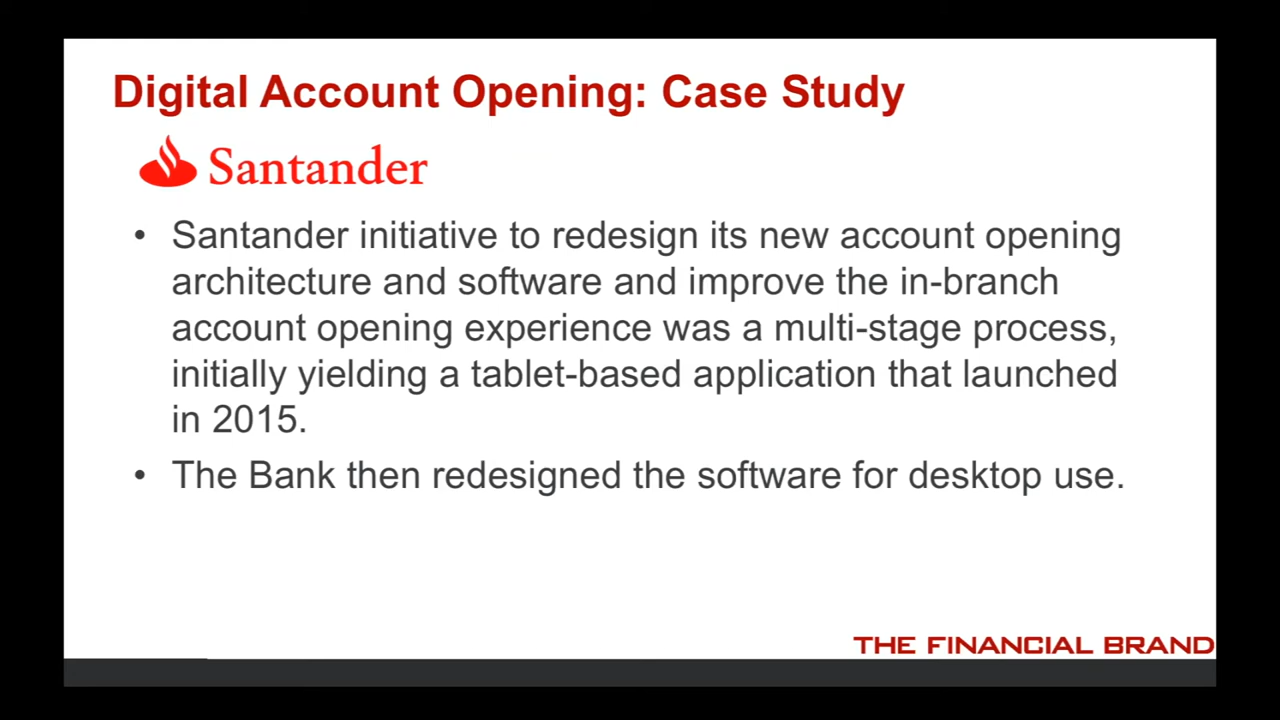 Digital Account Opening: Case Study
Santander
• Santander initiative to redesign its new account opening
architecture and software and improve the in-branch
account opening experience was a multi-stage process,
initially yielding a tablet-based application that launched
in 2015.
• The Bank then redesigned the software for desktop use.
THE FINANCIAL BRAND